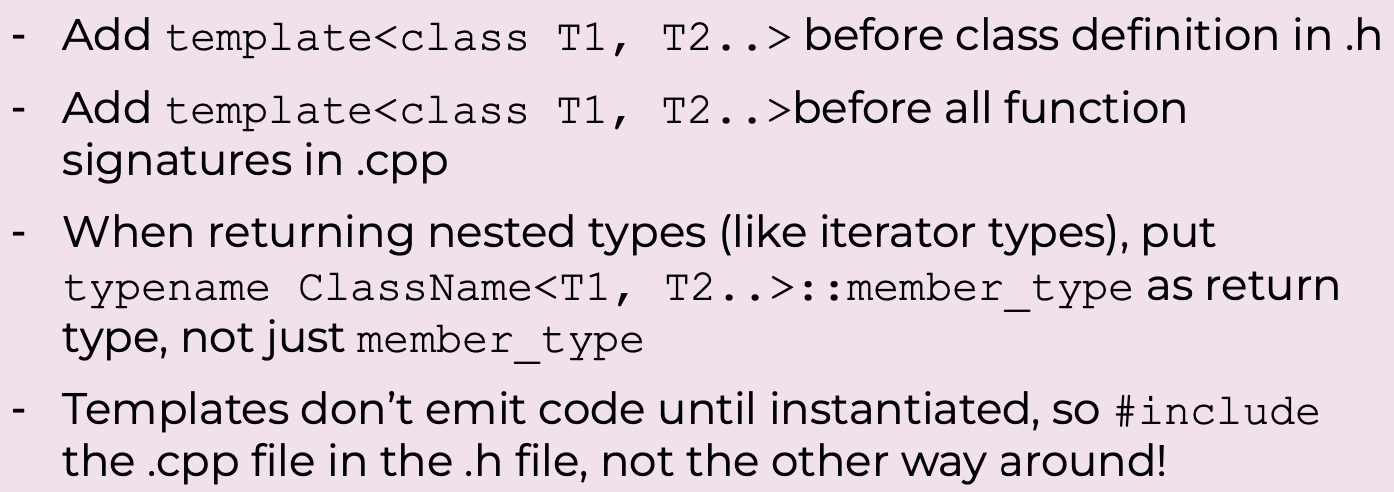 - Add template<class T1, T2..> before class definition in .h
- Add template<class T1, T2..>before all function
signatures in .cpp
- When returning nested types (like iterator types), put
typename ClassName<T1, T2..>::member_type as return
type, not just member_type
- Templates don’t emit code until instantiated, so #include
the .cpp file in the .h file, not the other way around!